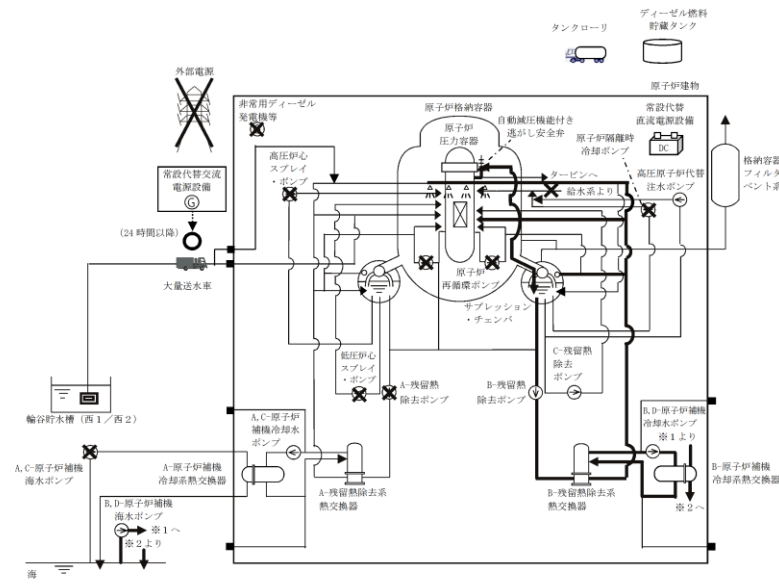 タンクローリ
ディーゼル燃料
貯蔵タンク
外部電源
原子炉建物
非常用ディーゼル
発電機等
原子炉格納容器
自動減圧機能付き
逃がし安全弁
常設代替
直流電源設備
原子炉
圧力容器
原子炉隔離時
冷却ポンプ
DC
高圧炉心
スプレイ
・ポンプ
常設代替交流
電源設備
G
タービンへ
給水系より
高圧原子炉代替
注水ポンプ
格納容器
フィルタ
ベント系
(24時間以降)
大量送水車
原子炉
再循環ポンプ
サプレッション
・チェンバ
低圧炉心
スプレイ
・ポンプ
A-残留熱
除去ポンプ
B-残留熱
除去ポンプ
C-残留熱
除去
ポンプ
輪谷貯水槽(西1/西2)
A,C-原子炉
補機冷却水
ポンプ
B,D-原子炉補機
冷却水ポンプ
※1より
A,C-原子炉補機
海水ポンプ
A-原子炉補機
冷却系熱交換器
A-残留熱除去系
熱交換器
B-残留熱除去系
熱交換器
B-原子炉補機
冷却系熱交換器
※2へ
B,D-原子炉補機
海水ポンプ
※1へ
※2より
海